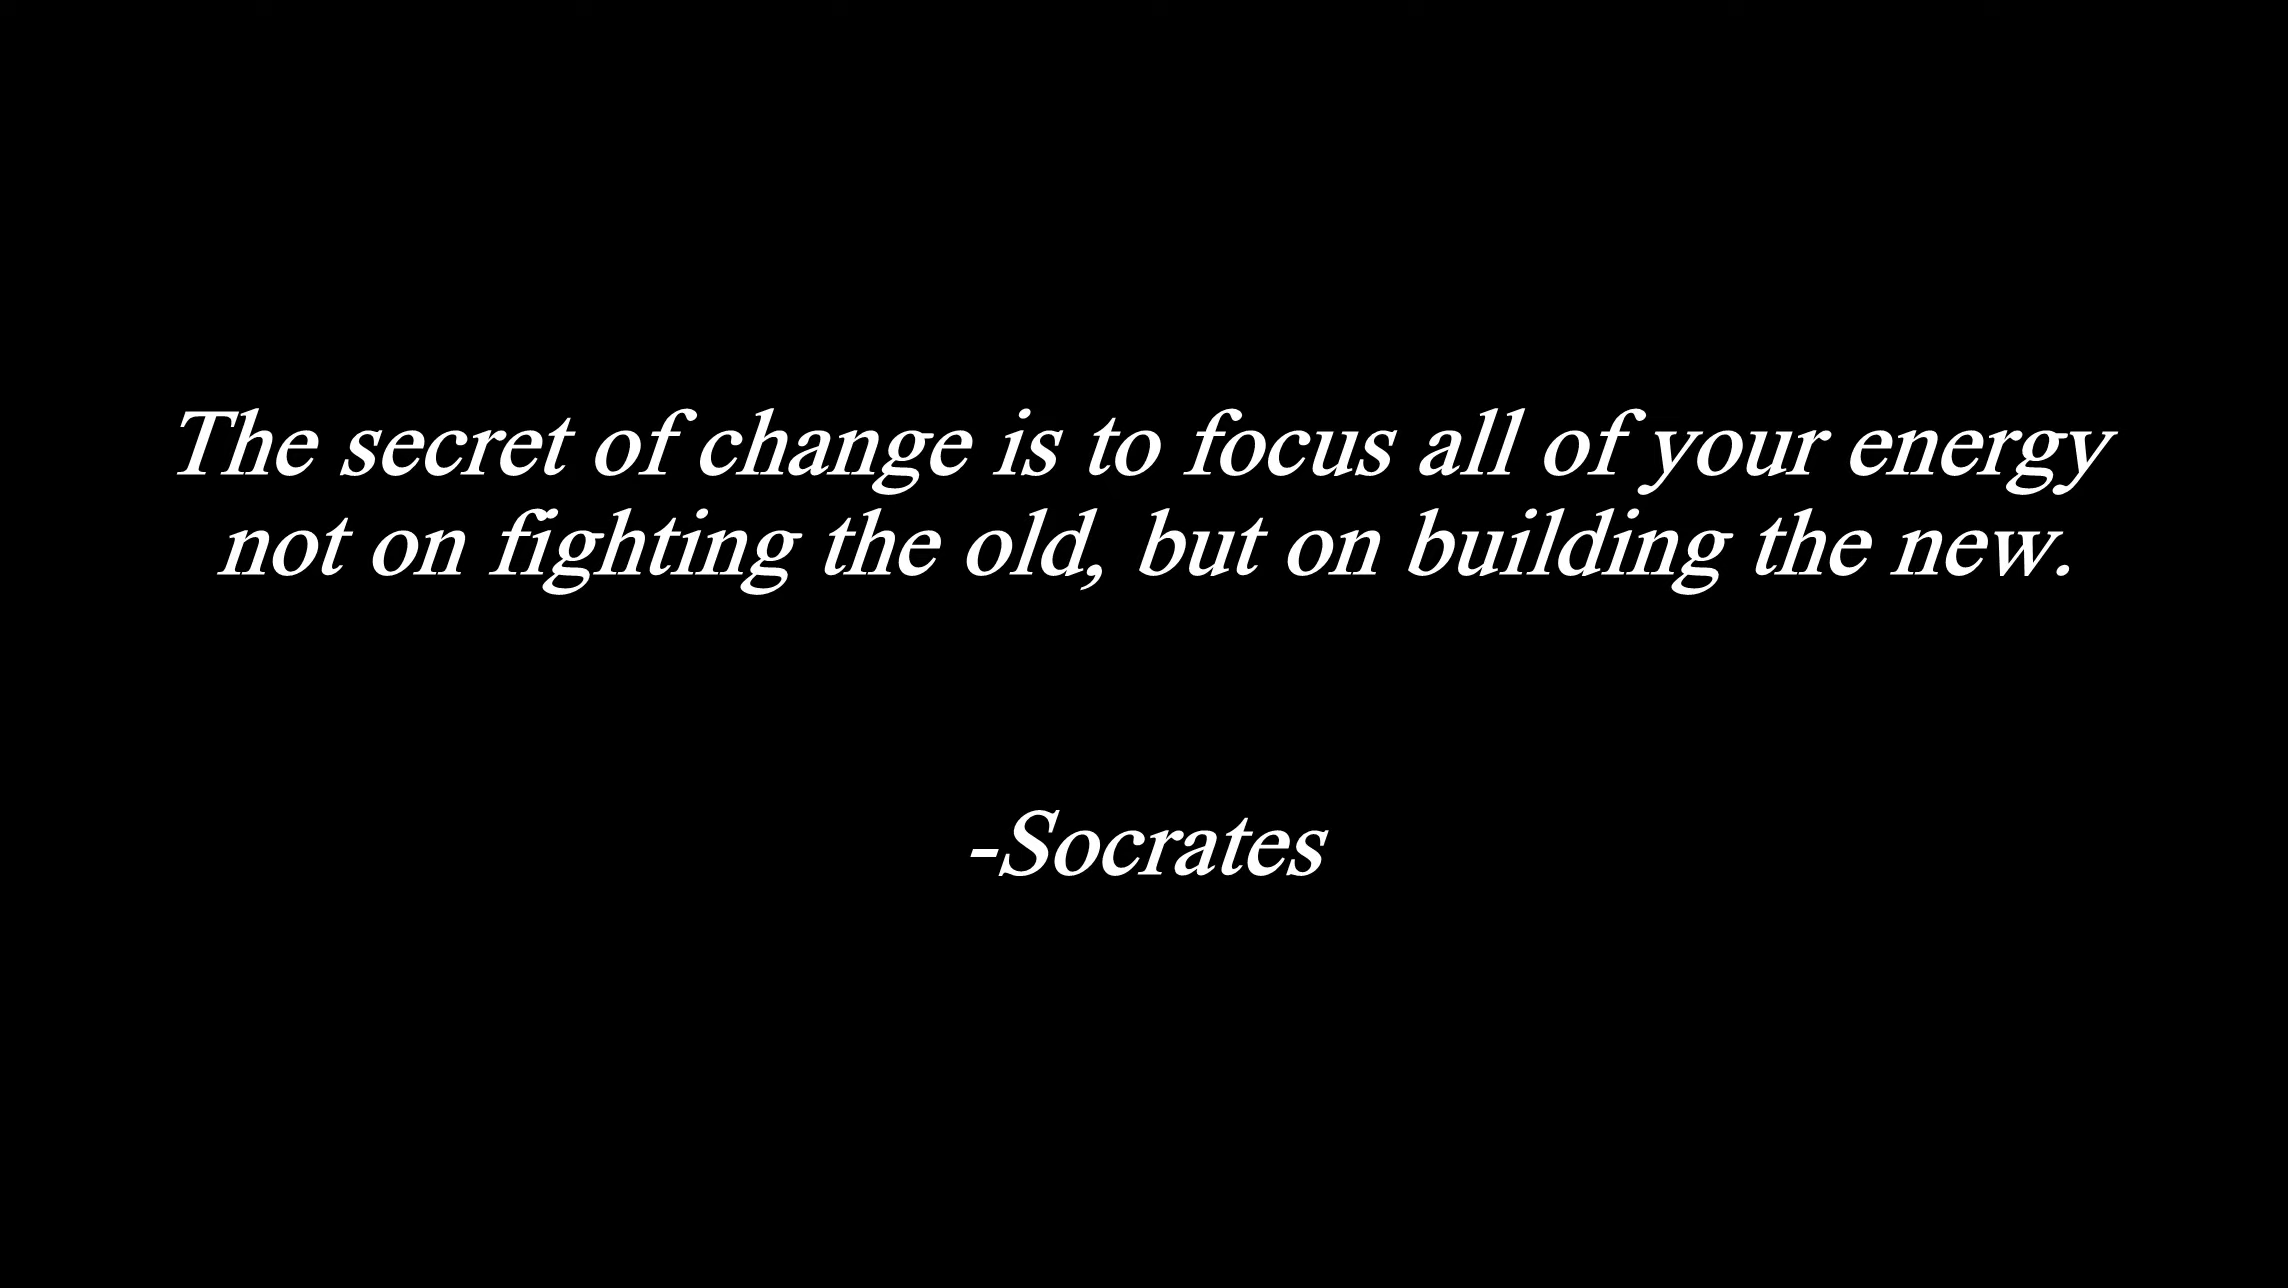 The secret of change is to focus all of your energy
not on fighting the old, but on building the new.
-Socrates